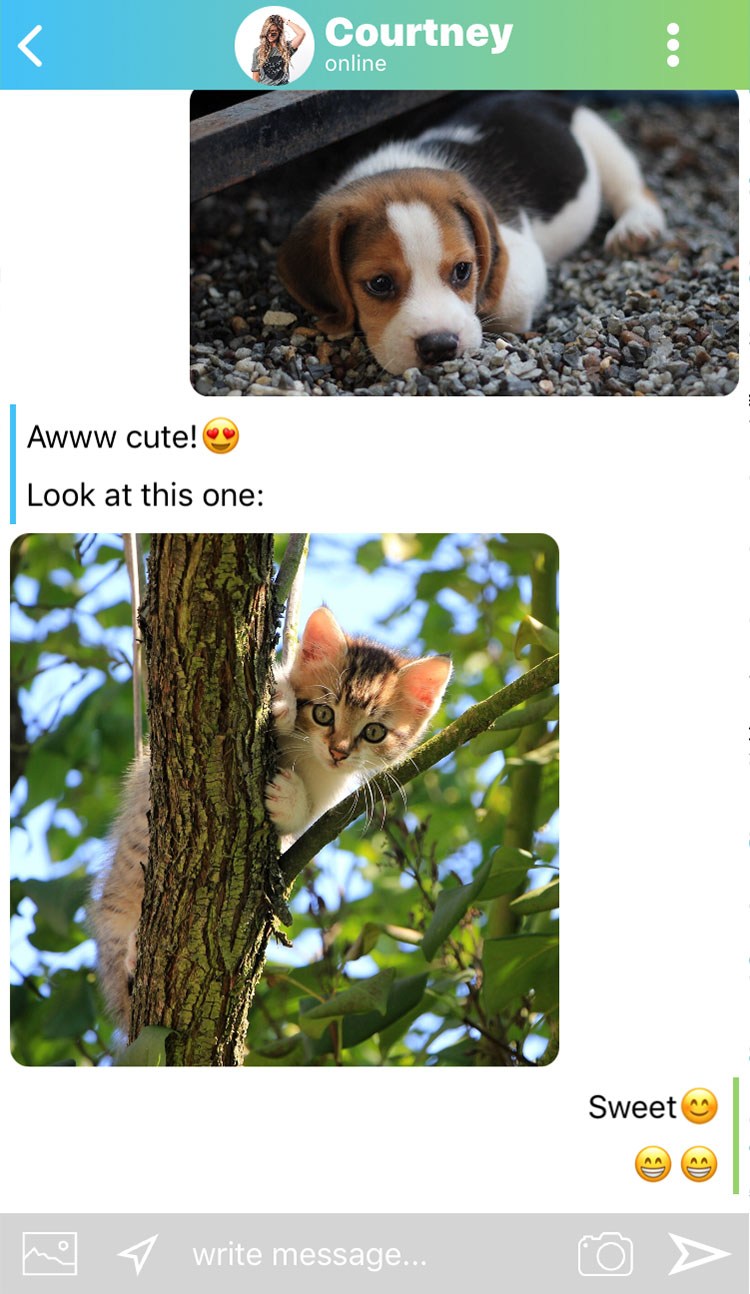 Courtney
online
Awww cute!😍
Look at this one:
Sweet😊
😁😁
write message...